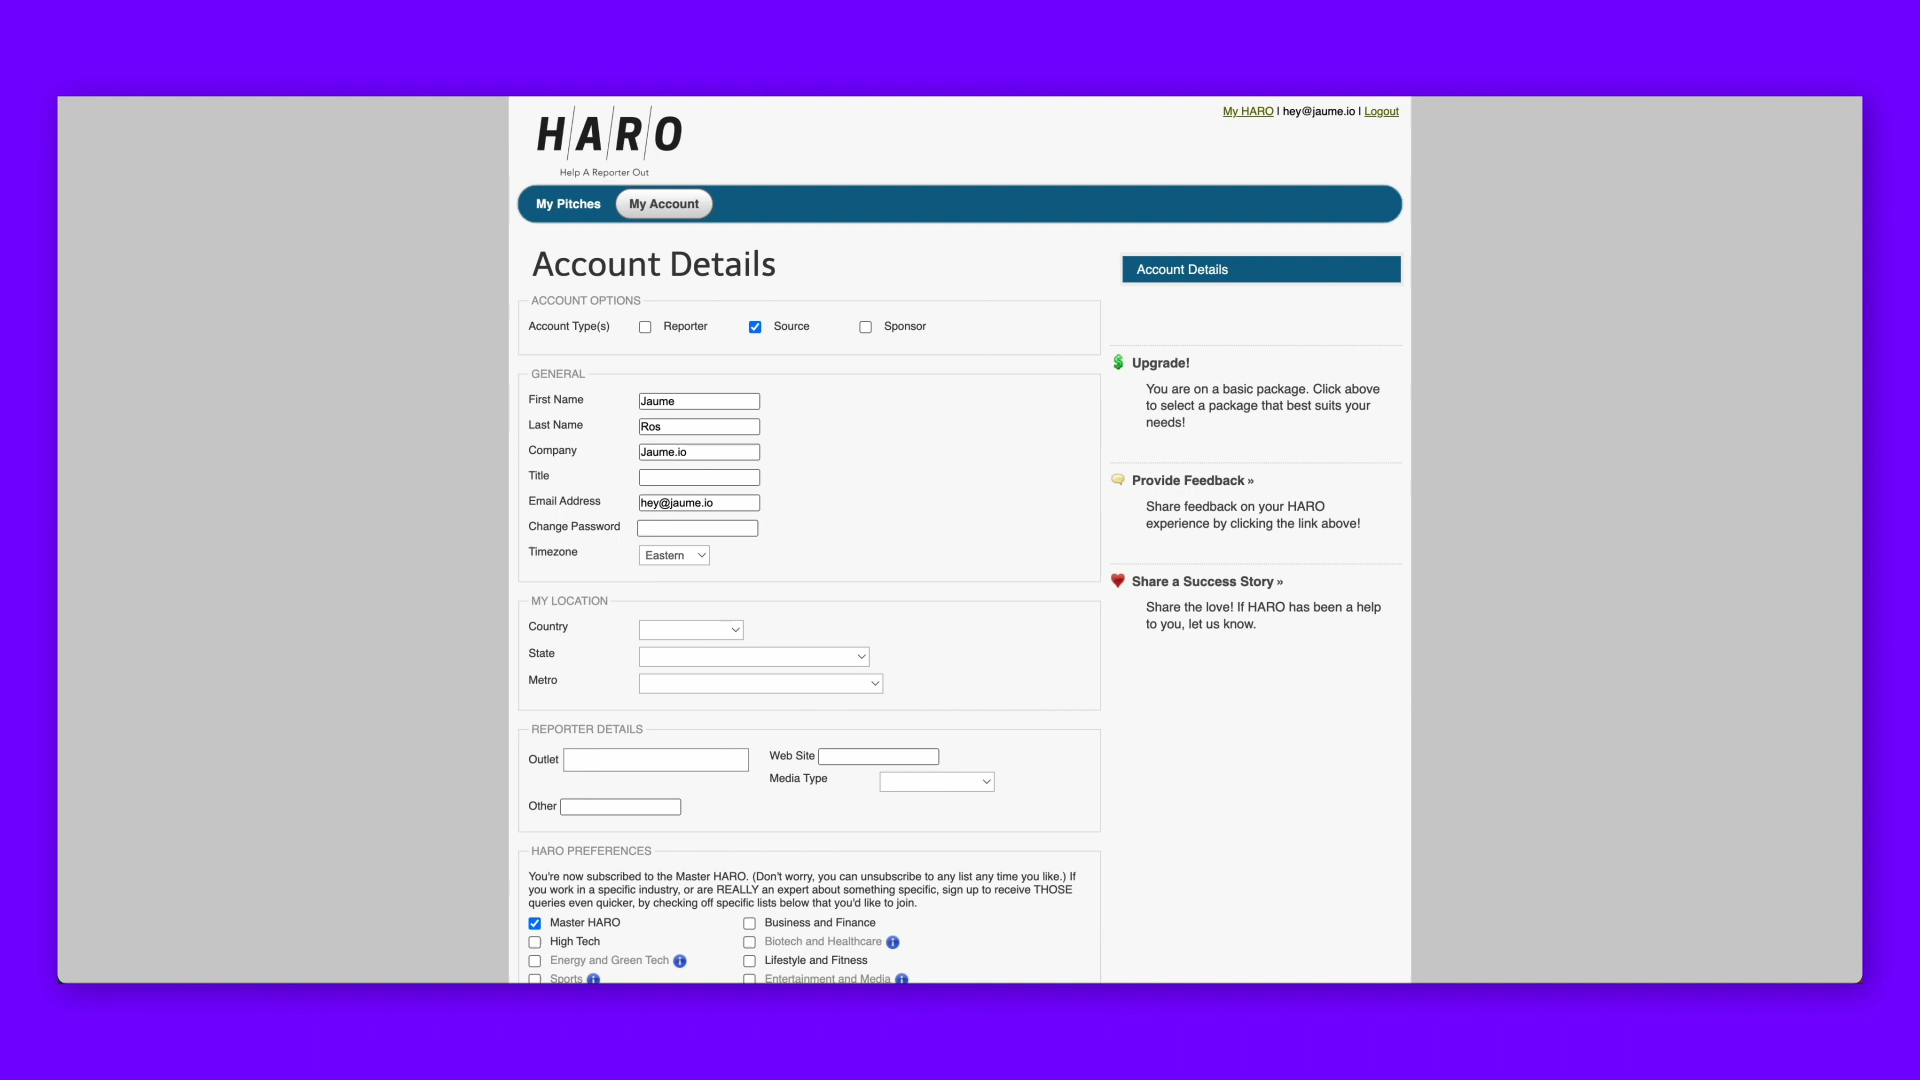 HARO
Help A Reporter Out
My HARO | hey@jaume.io | Logout
My Pitches
My Account
Account Details
Account Details
ACCOUNT OPTIONS
Account Type(s)
Reporter
Source
Sponsor
GENERAL
First Name
Jaume
Last Name
Ros
Company
Jaume.io
Title
Email Address
hey@jaume.io
Change Password
Timezone
Eastern
MY LOCATION
Country
State
Metro
REPORTER DETAILS
Outlet
Web Site
Media Type
Other
HARO PREFERENCES
You're now subscribed to the Master HARO. (Don't worry, you can unsubscribe to any list any time you like.) If
you work in a specific industry, or are REALLY an expert about something specific, sign up to receive THOSE
queries even quicker, by checking off specific lists below that you'd like to join.
Master HARO
Business and Finance
High Tech
Biotech and Healthcare
Energy and Green Tech
Lifestyle and Fitness
Sports
Entertainment and Media
Upgrade!
You are on a basic package. Click above
to select a package that best suits your
needs!
Provide Feedback »
Share feedback on your HARO
experience by clicking the link above!
Share a Success Story »
Share the love! If HARO has been a help
to you, let us know.